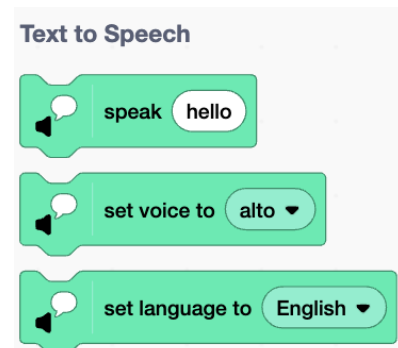 Text to Speech
speak hello
set voice to alto
set language to English